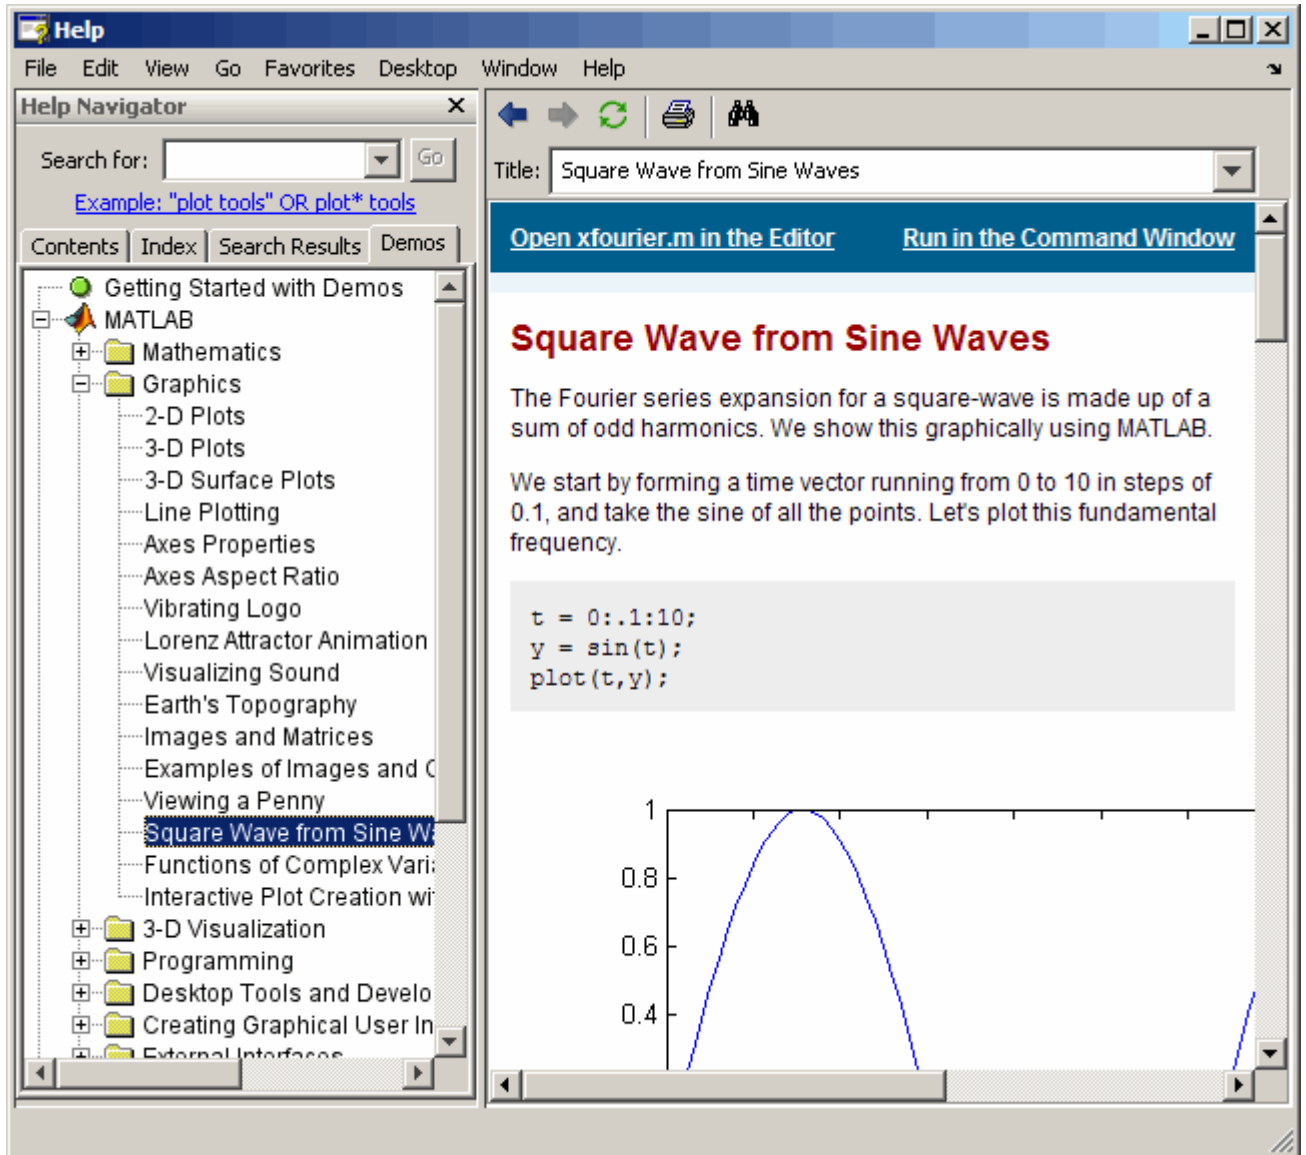 Help
File Edit View Go Favorites Desktop Window Help
Help Navigator
Search for: Go
Example: "plot tools" OR plot* tools
Contents Index Search Results Demos
Getting Started with Demos
MATLAB
Mathematics
Graphics
2-D Plots
3-D Plots
3-D Surface Plots
Line Plotting
Axes Properties
Axes Aspect Ratio
Vibrating Logo
Lorenz Attractor Animation
Visualizing Sound
Earth's Topography
Images and Matrices
Examples of Images and
Viewing a Penny
Square Wave from Sine Wa
Functions of Complex Vari
Interactive Plot Creation wi
3-D Visualization
Programming
Desktop Tools and Develo
Creating Graphical User In
External Interfaces
Title: Square Wave from Sine Waves
Open xfourier.m in the Editor Run in the Command Window
Square Wave from Sine Waves
The Fourier series expansion for a square-wave is made up of a
sum of odd harmonics. We show this graphically using MATLAB.
We start by forming a time vector running from 0 to 10 in steps of
0.1, and take the sine of all the points. Let's plot this fundamental
frequency.
t = 0:.1:10;
y = sin(t);
plot(t,y);
1
0.8
0.6
0.4